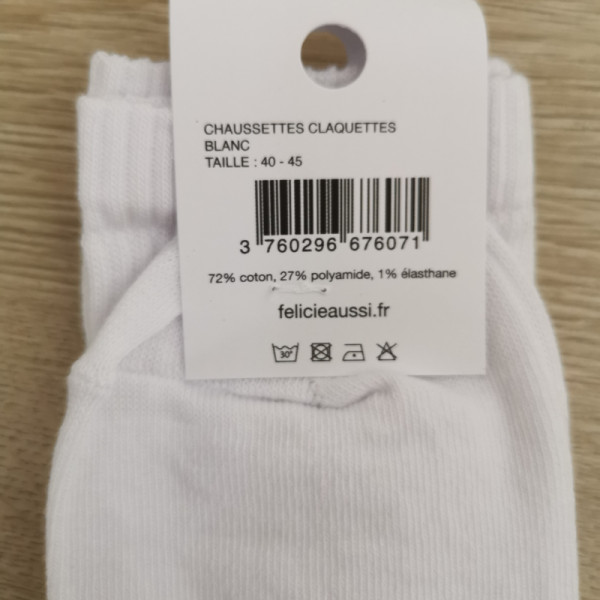 CHAUSSETTES CLAQUETTES
BLANC
TAILLE : 40 - 45
3 760296 676071
72% coton, 27% polyamide, 1% élasthane
felicieaussi.fr
30°